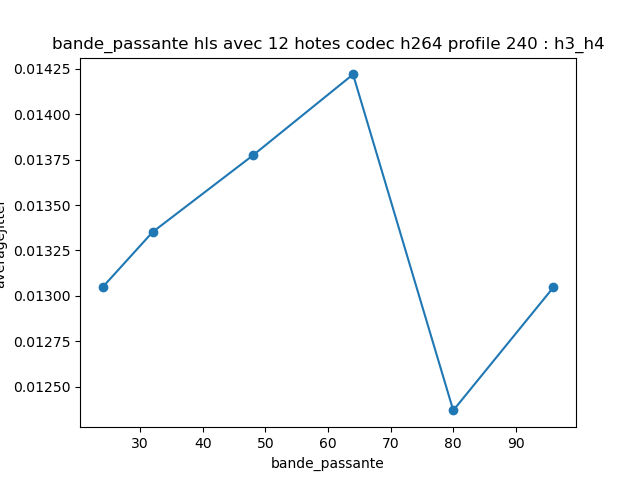 bande_passante hls avec 12 hotes codec h264 profile 240 : h3_h4
0.01425
0.01400
0.01375
0.01350
0.01325
0.01300
0.01275
0.01250
averagejitter
30 40 50 60 70 80 90
bande_passante